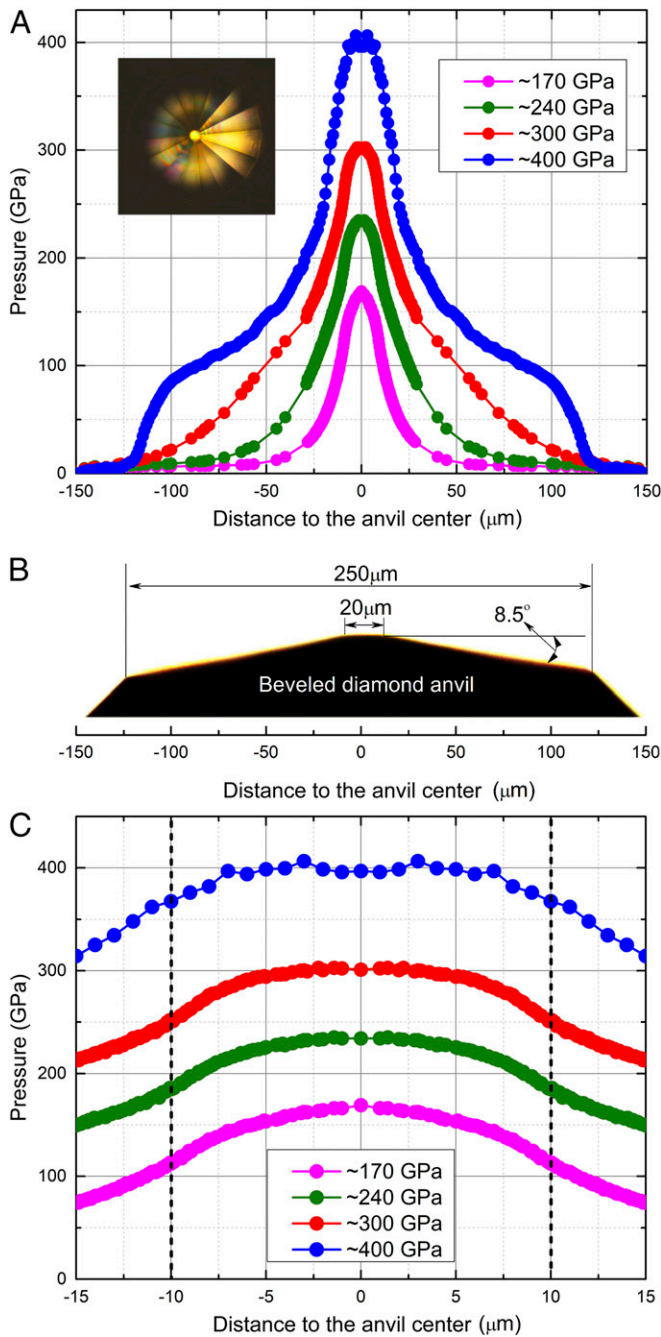 A
400
300
200
100
0
Pressure (GPa)
~170 GPa
~240 GPa
~300 GPa
~400 GPa
-150 -100 -50 0 50 100 150
Distance to the anvil center (μm)
B
250μm
20μm
8.5°
Beveled diamond anvil
-150 -100 -50 0 50 100 150
Distance to the anvil center (μm)
C
400
300
200
100
0
Pressure (GPa)
~170 GPa
~240 GPa
~300 GPa
~400 GPa
-15 -10 -5 0 5 10 15
Distance to the anvil center (μm)